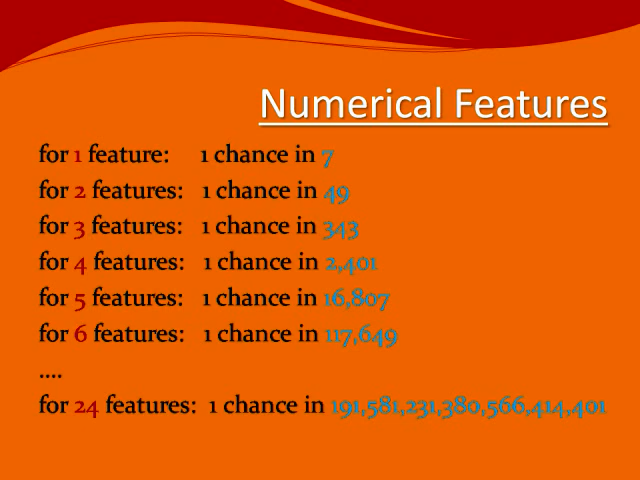 Numerical Features
for 1 feature: 1 chance in 7
for 2 features: 1 chance in 49
for 3 features: 1 chance in 343
for 4 features: 1 chance in 2,401
for 5 features: 1 chance in 16,807
for 6 features: 1 chance in 117,649
....
for 24 features: 1 chance in 191,581,231,380,566,414,401